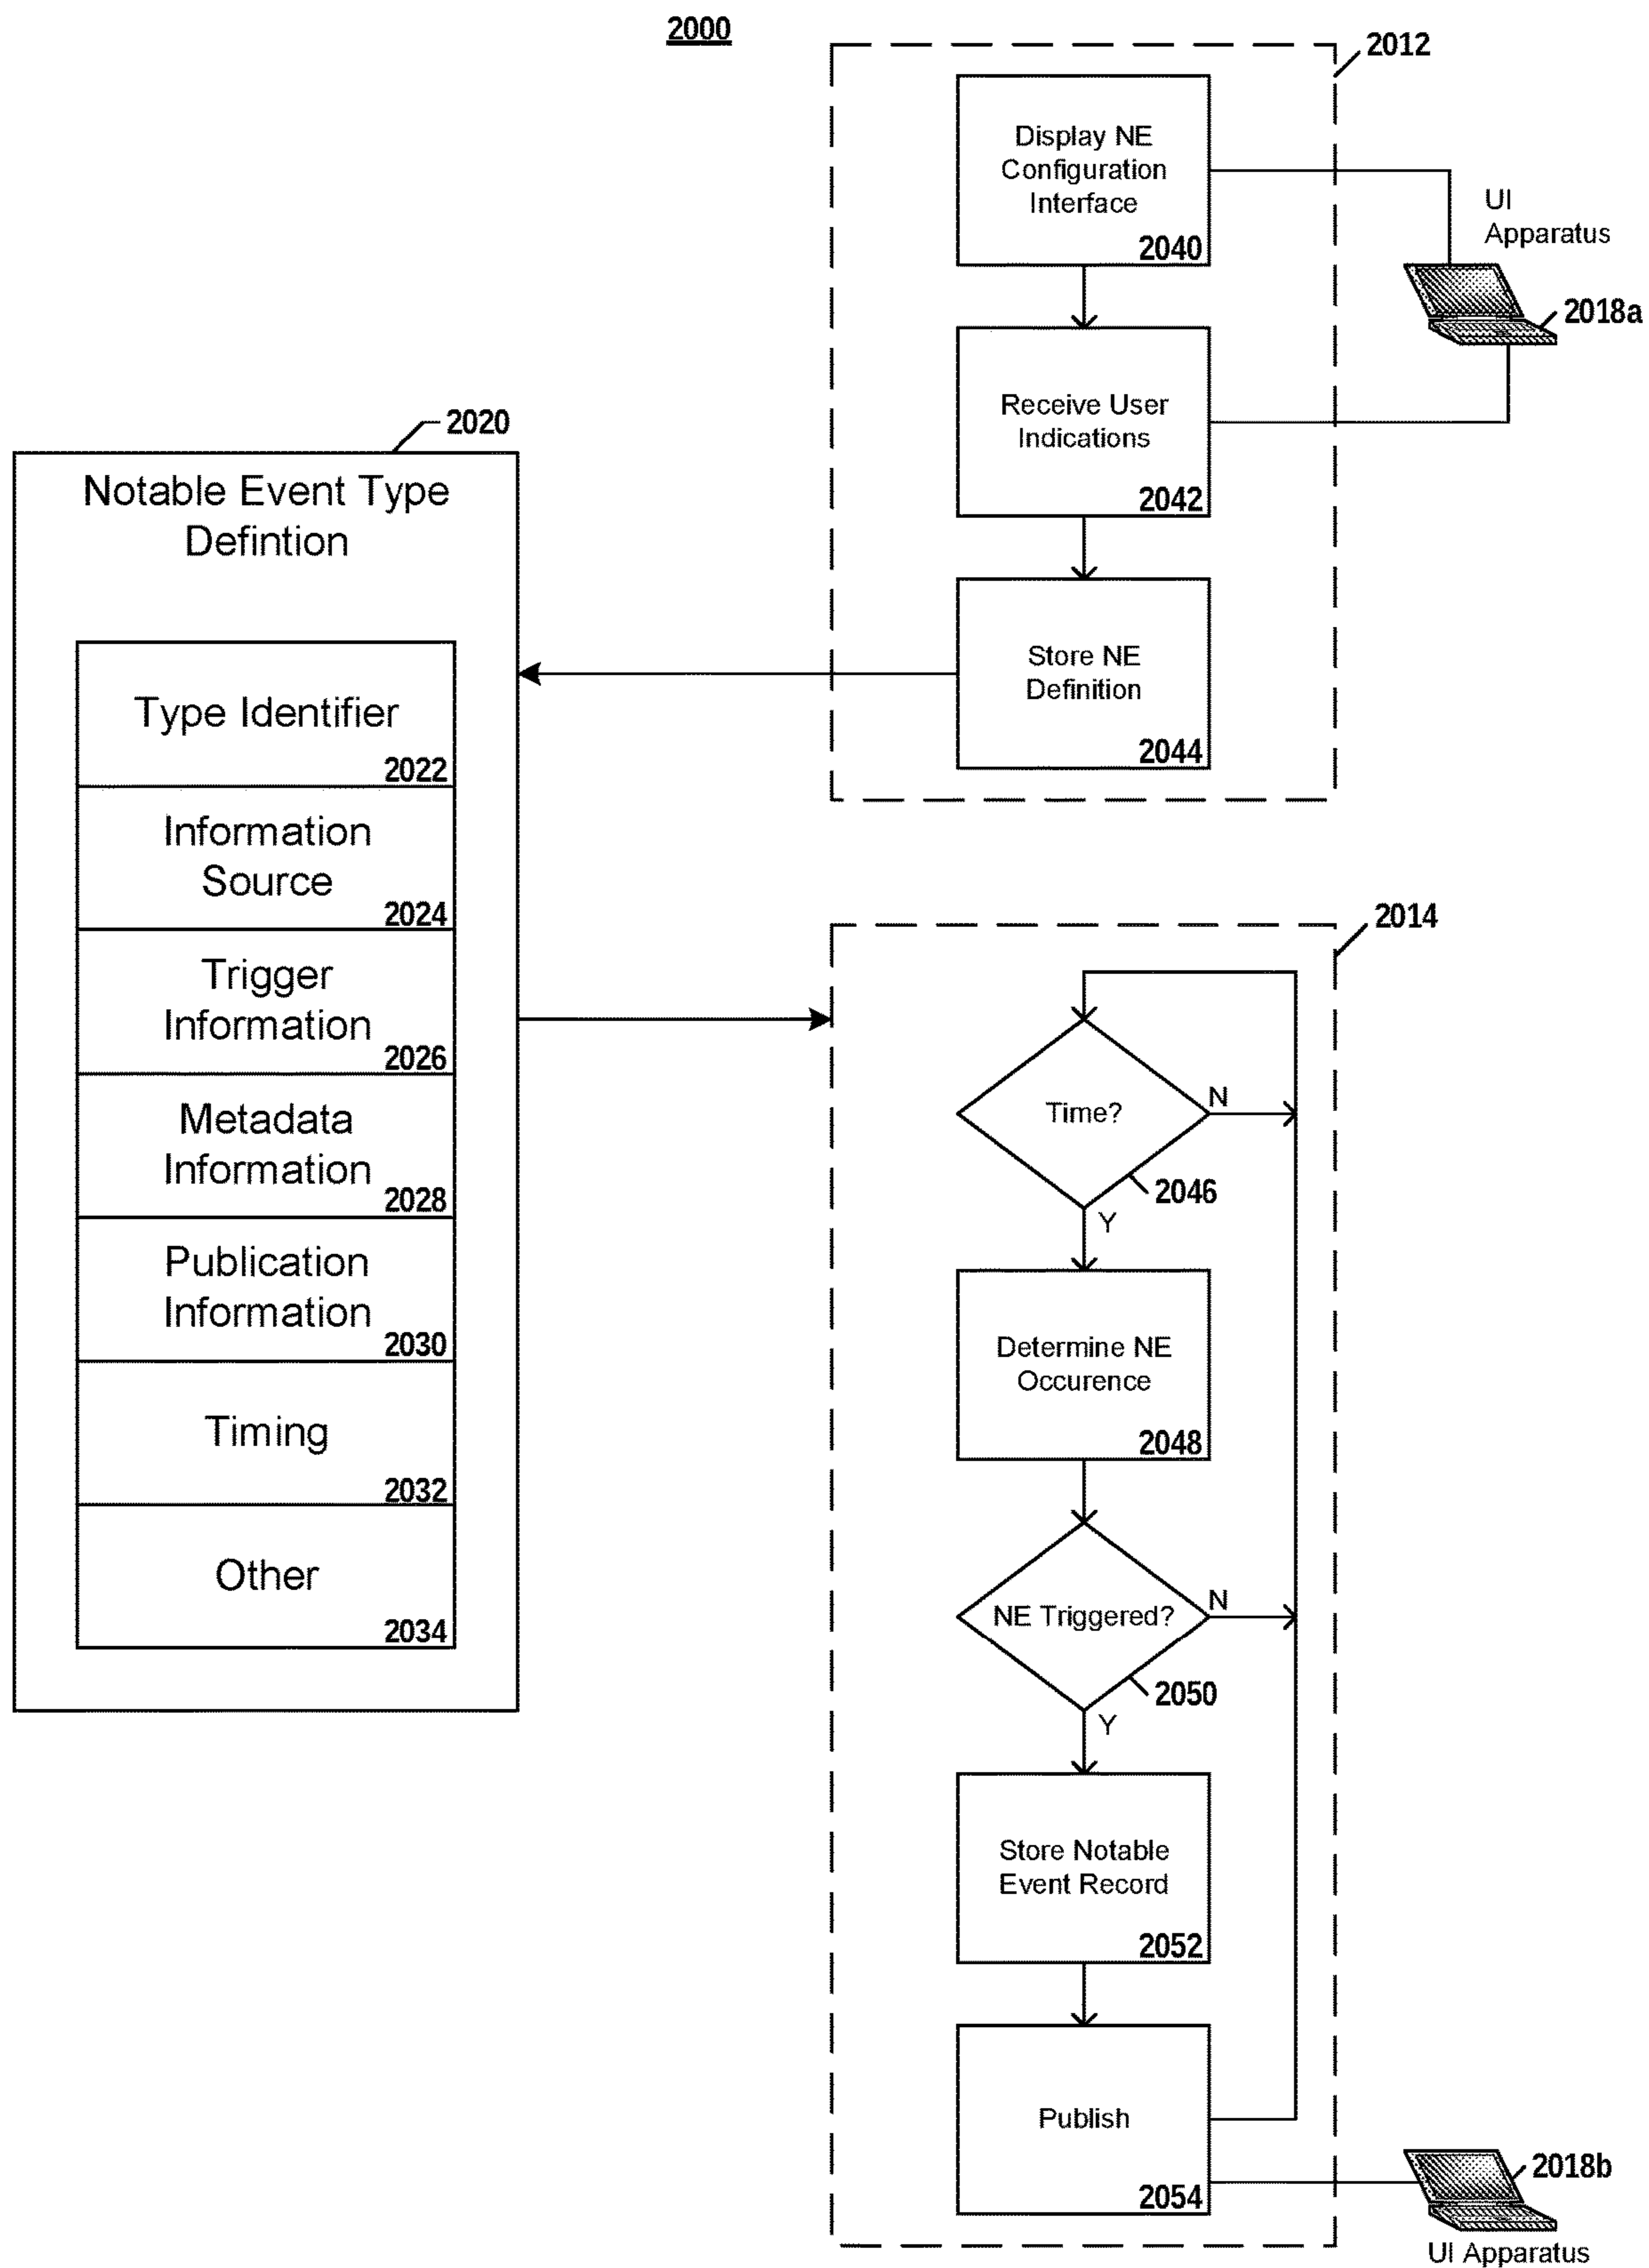 2000
2012
Display NE
Configuration
Interface
2040
UI
Apparatus
2018a
Receive User
Indications
2042
2020
Notable Event Type
Defintion
Store NE
Definition
2044
Type Identifier
2022
Information
Source
2024
Trigger
Information
2026
Metadata
Information
2028
Publication
Information
2030
Timing
2032
Other
2034
2014
Time?
N
2046
Y
Determine NE
Occurence
2048
NE Triggered?
N
2050
Y
Store Notable
Event Record
2052
Publish
2054
2018b
UI Apparatus